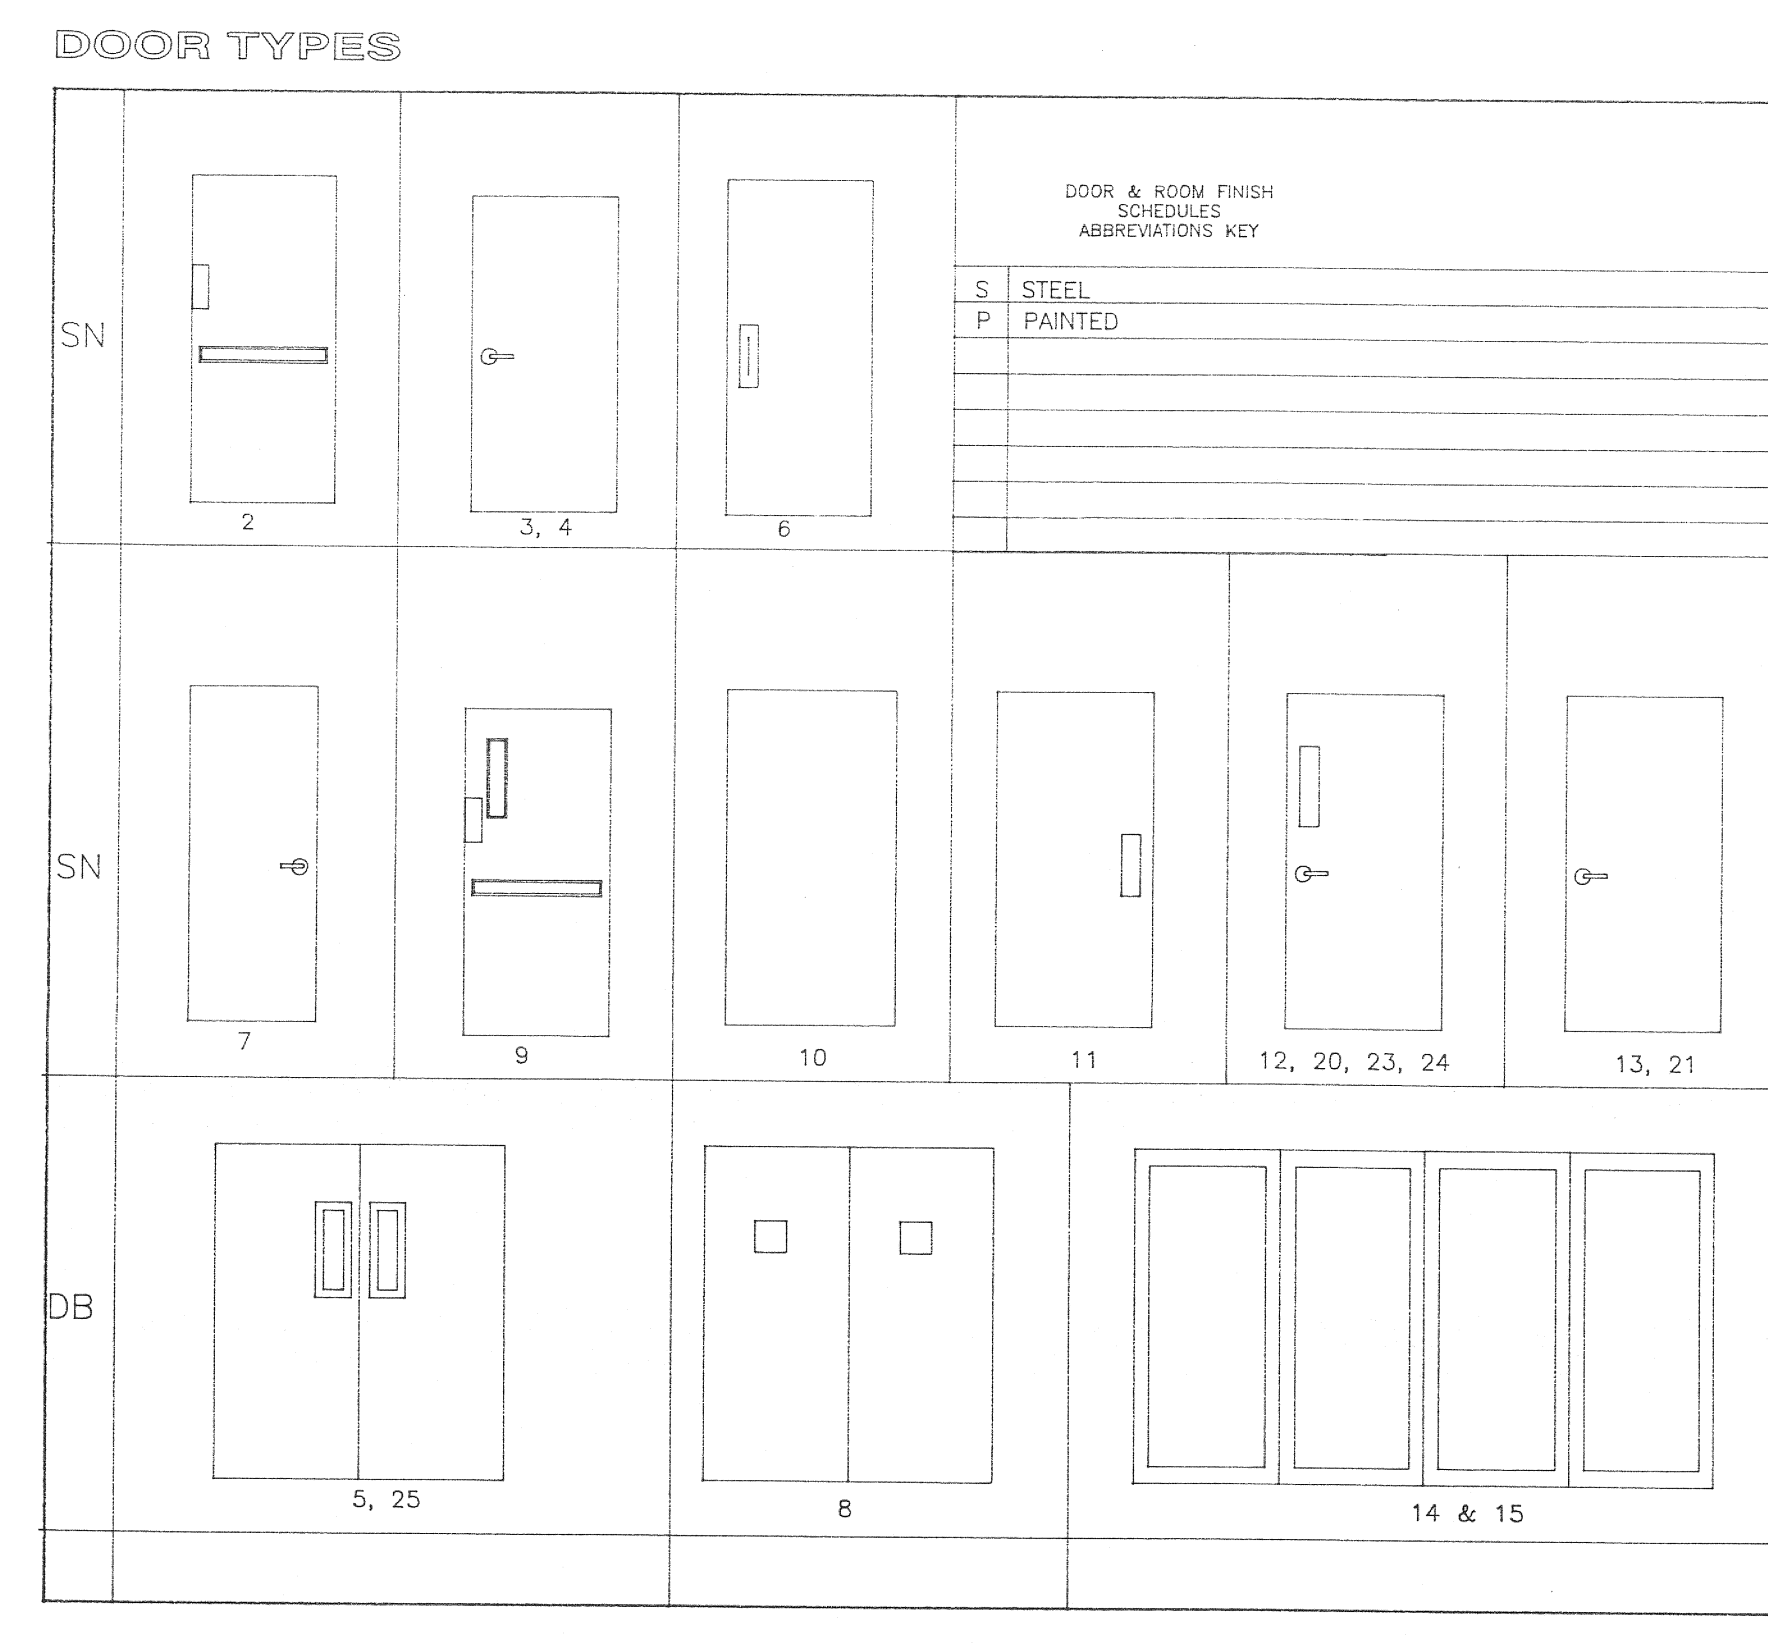 DOOR TYPES
DOOR & ROOM FINISH
SCHEDULES
ABBREVIATIONS KEY
S STEEL
P PAINTED
SN
2
3, 4
6
SN
7
9
10
11
12, 20, 23, 24
13, 21
DB
5, 25
8
14 & 15